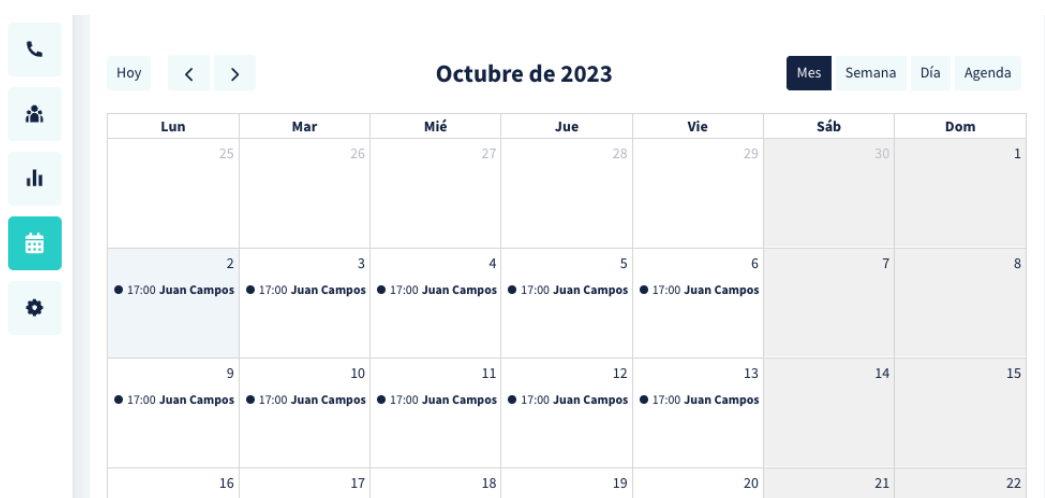 Hoy Octubre de 2023 Mes Semana Día Agenda
Lun Mar Mié Jue Vie Sáb Dom
25 26 27 28 29 30 1
2 3 4 5 6 7 8
17:00 Juan Campos 17:00 Juan Campos 17:00 Juan Campos 17:00 Juan Campos 17:00 Juan Campos
9 10 11 12 13 14 15
17:00 Juan Campos 17:00 Juan Campos 17:00 Juan Campos 17:00 Juan Campos 17:00 Juan Campos
16 17 18 19 20 21 22